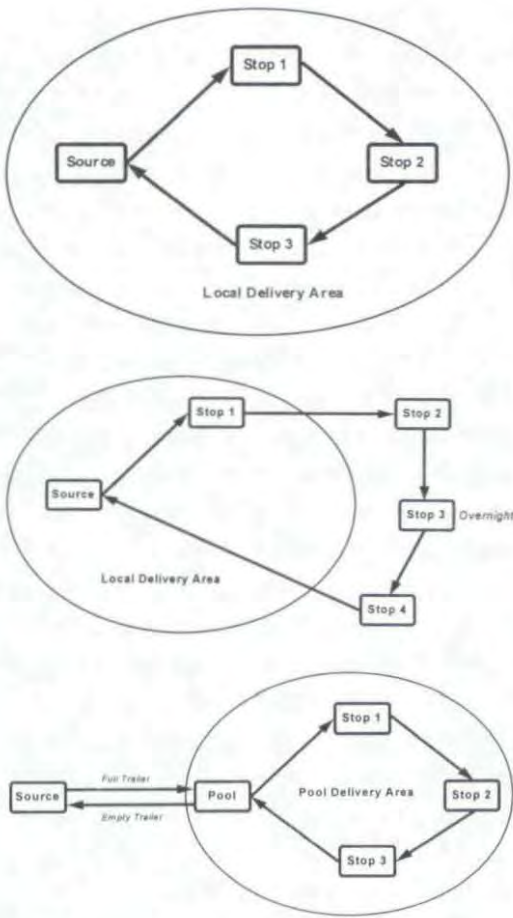 Stop 1
Source
Stop 2
Stop 3
Local Delivery Area
Stop 1
Stop 2
Source
Stop 3 Overnight
Local Delivery Area
Stop 4
Stop 1
Full Trailer
Source
Pool
Pool Delivery Area
Stop 2
Empty Trailer
Stop 3